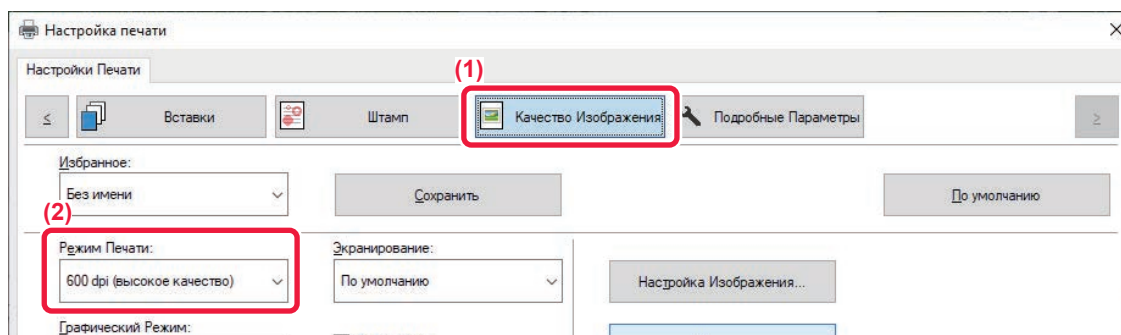 Настройка печати
Настройки Печати
(1)
< Вставки Штамп Качество Изображения Подробные Параметры >
Избранное:
Без имени Сохранить По умолчанию
(2)
Режим Печати: Экранирование:
600 dpi (высокое качество) По умолчанию Настройка Изображения...
Графический Режим: